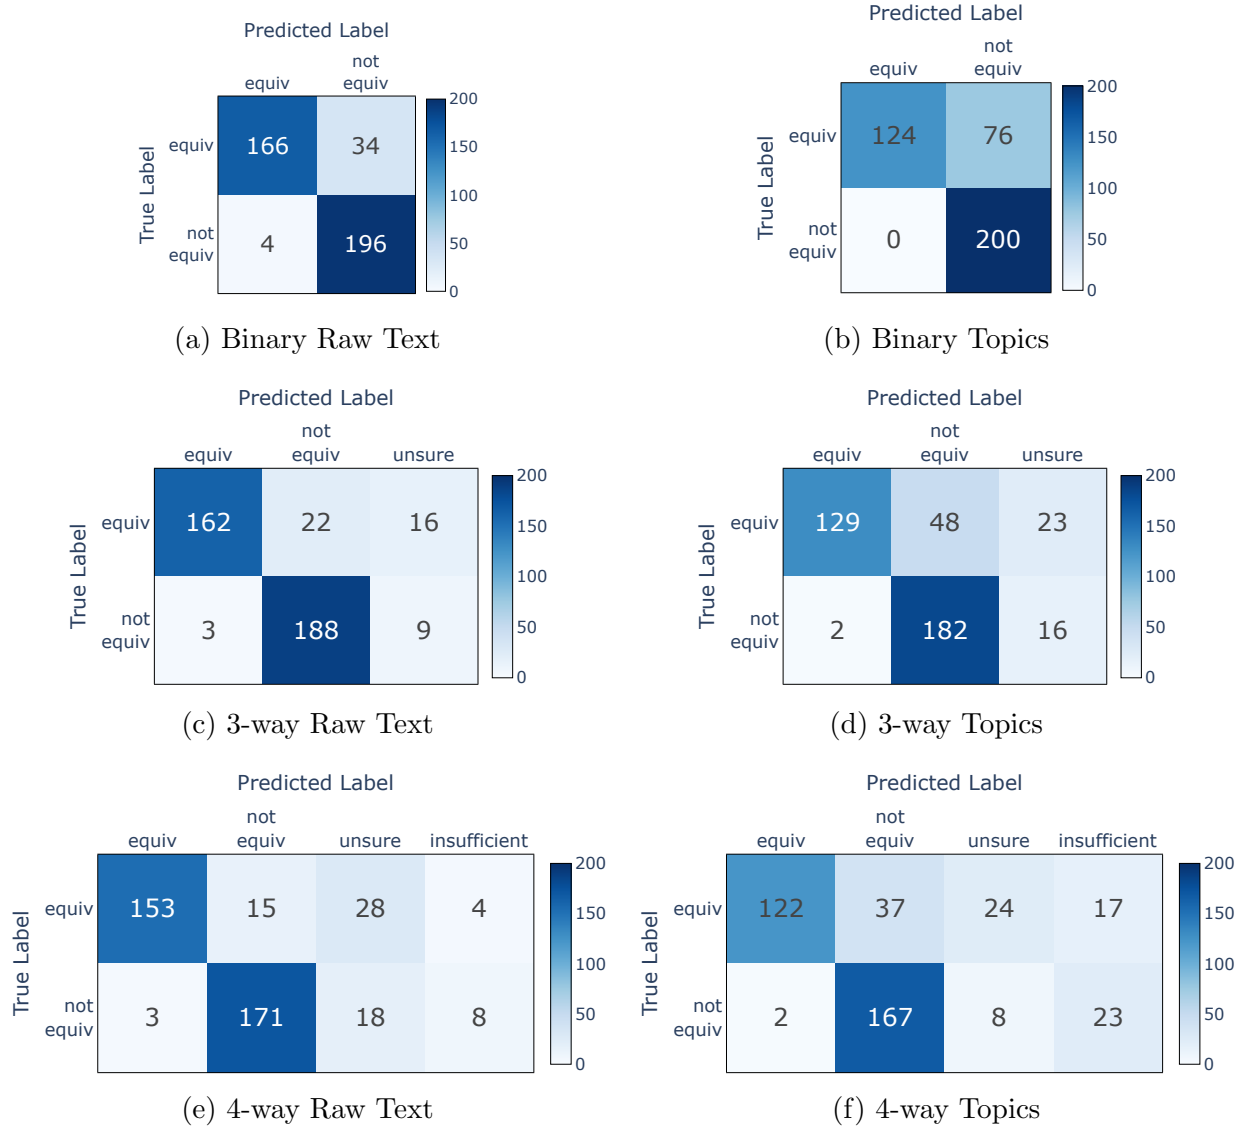 Predicted Label
not
equiv equiv
True Label
equiv 166 34
not
equiv 4 196
200
150
100
50
0
(a) Binary Raw Text
Predicted Label
not
equiv equiv
True Label
equiv 124 76
not
equiv 0 200
200
150
100
50
0
(b) Binary Topics
Predicted Label
not
equiv equiv unsure
True Label
equiv 162 22 16
not
equiv 3 188 9
200
150
100
50
0
(c) 3-way Raw Text
Predicted Label
not
equiv equiv unsure
True Label
equiv 129 48 23
not
equiv 2 182 16
200
150
100
50
0
(d) 3-way Topics
Predicted Label
not
equiv equiv unsure insufficient
True Label
equiv 153 15 28 4
not
equiv 3 171 18 8
200
150
100
50
0
(e) 4-way Raw Text
Predicted Label
not
equiv equiv unsure insufficient
True Label
equiv 122 37 24 17
not
equiv 2 167 8 23
200
150
100
50
0
(f) 4-way Topics